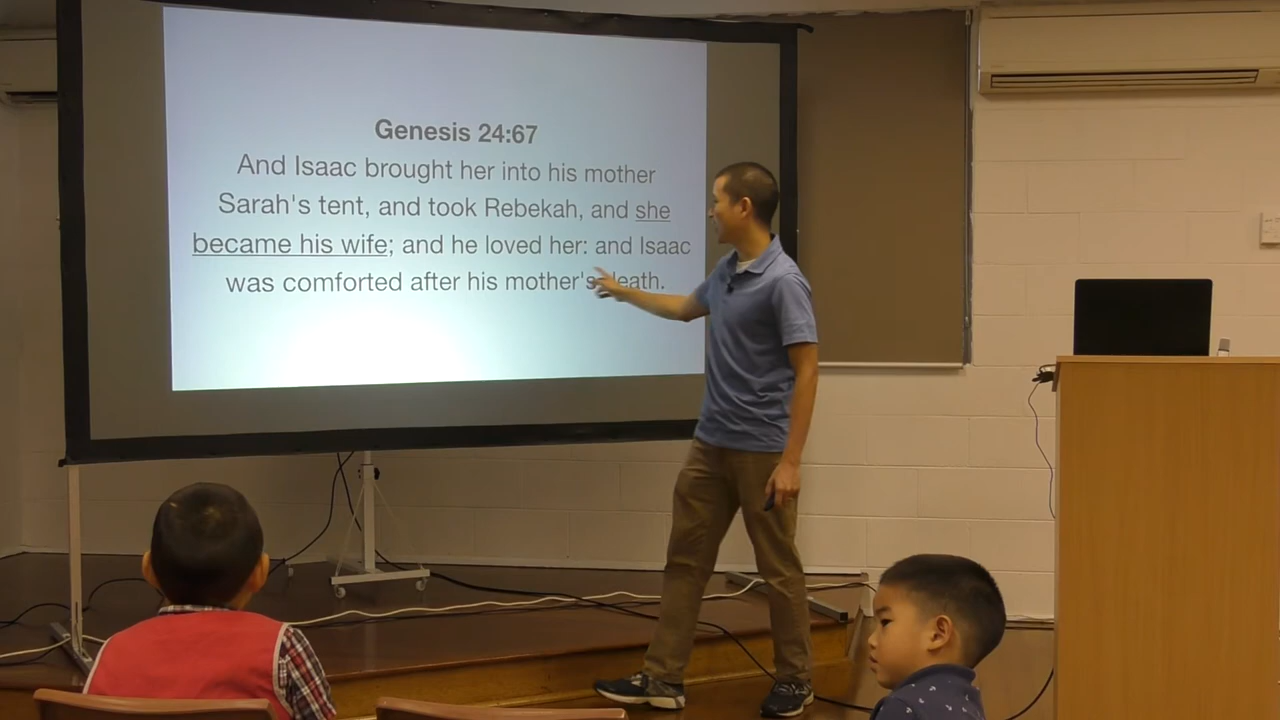 Genesis 24:67
And Isaac brought her into his mother
Sarah's tent, and took Rebekah, and she
became his wife; and he loved her: and Isaac
was comforted after his mother's death.